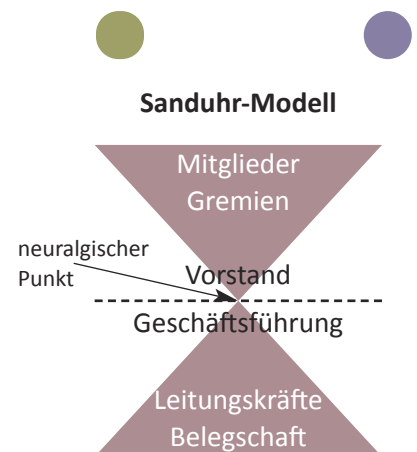 Sanduhr-Modell
Mitglieder
Gremien
neuralgischer
Punkt
Vorstand
Geschäftsführung
Leitungskräfte
Belegschaft